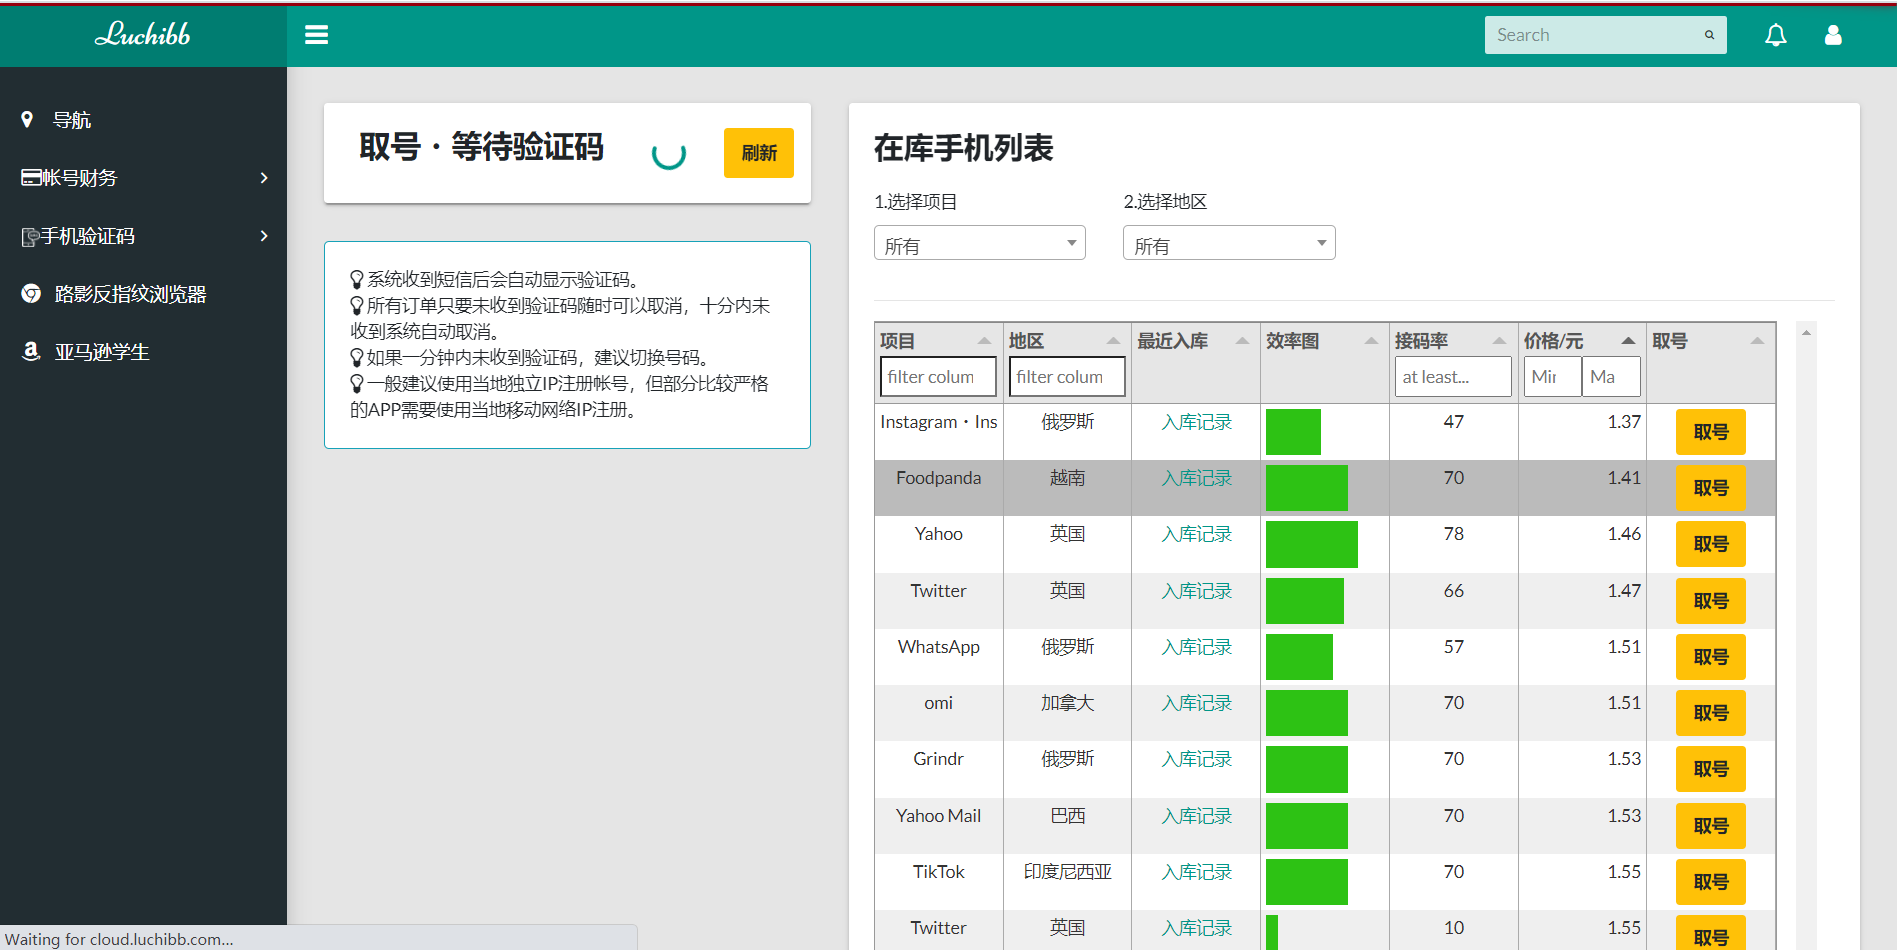 Luchibb
Search
导航
帐号财务
手机验证码
路影反指纹浏览器
亚马逊学生
取号・等待验证码
刷新
系统收到短信后会自动显示验证码。
所有订单只要未收到验证码随时可以取消，十分内未
收到系统自动取消。
如果一分钟内未收到验证码，建议切换号码。
一般建议使用当地独立IP注册帐号，但部分比较严格
的APP需要使用当地移动网络IP注册。
在库手机列表
1.选择项目 2.选择地区
所有 所有
项目 地区 最近入库 效率图 接码率 价格/元 取号
filter colum filter colum at least... Mir Ma
Instagram・Ins 俄罗斯 入库记录 47 1.37 取号
Foodpanda 越南 入库记录 70 1.41 取号
Yahoo 英国 入库记录 78 1.46 取号
Twitter 英国 入库记录 66 1.47 取号
WhatsApp 俄罗斯 入库记录 57 1.51 取号
omi 加拿大 入库记录 70 1.51 取号
Grindr 俄罗斯 入库记录 70 1.53 取号
Yahoo Mail 巴西 入库记录 70 1.53 取号
TikTok 印度尼西亚 入库记录 70 1.55 取号
Twitter 英国 入库记录 10 1.55 取号
Waiting for cloud.luchibb.com...